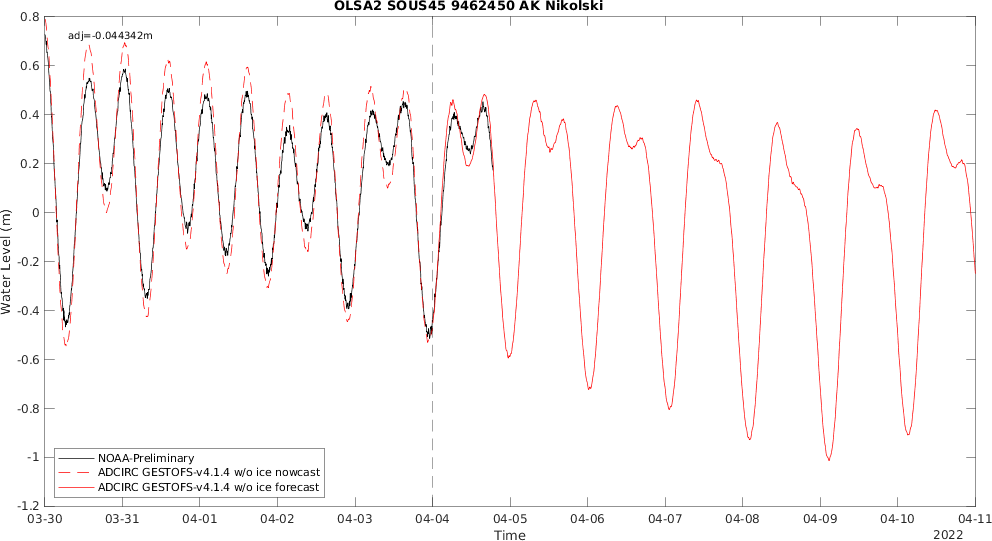 OLSA2 SOUS45 9462450 AK Nikolski
adj=-0.044342m
0.8
0.6
0.4
0.2
0
-0.2
-0.4
-0.6
-0.8
-1
-1.2
Water Level (m)
NOAA-Preliminary
ADCIRC GESTOFS-v4.1.4 w/o ice nowcast
ADCIRC GESTOFS-v4.1.4 w/o ice forecast
03-30 03-31 04-01 04-02 04-03 04-04 04-05 04-06 04-07 04-08 04-09 04-10 04-11
Time
2022